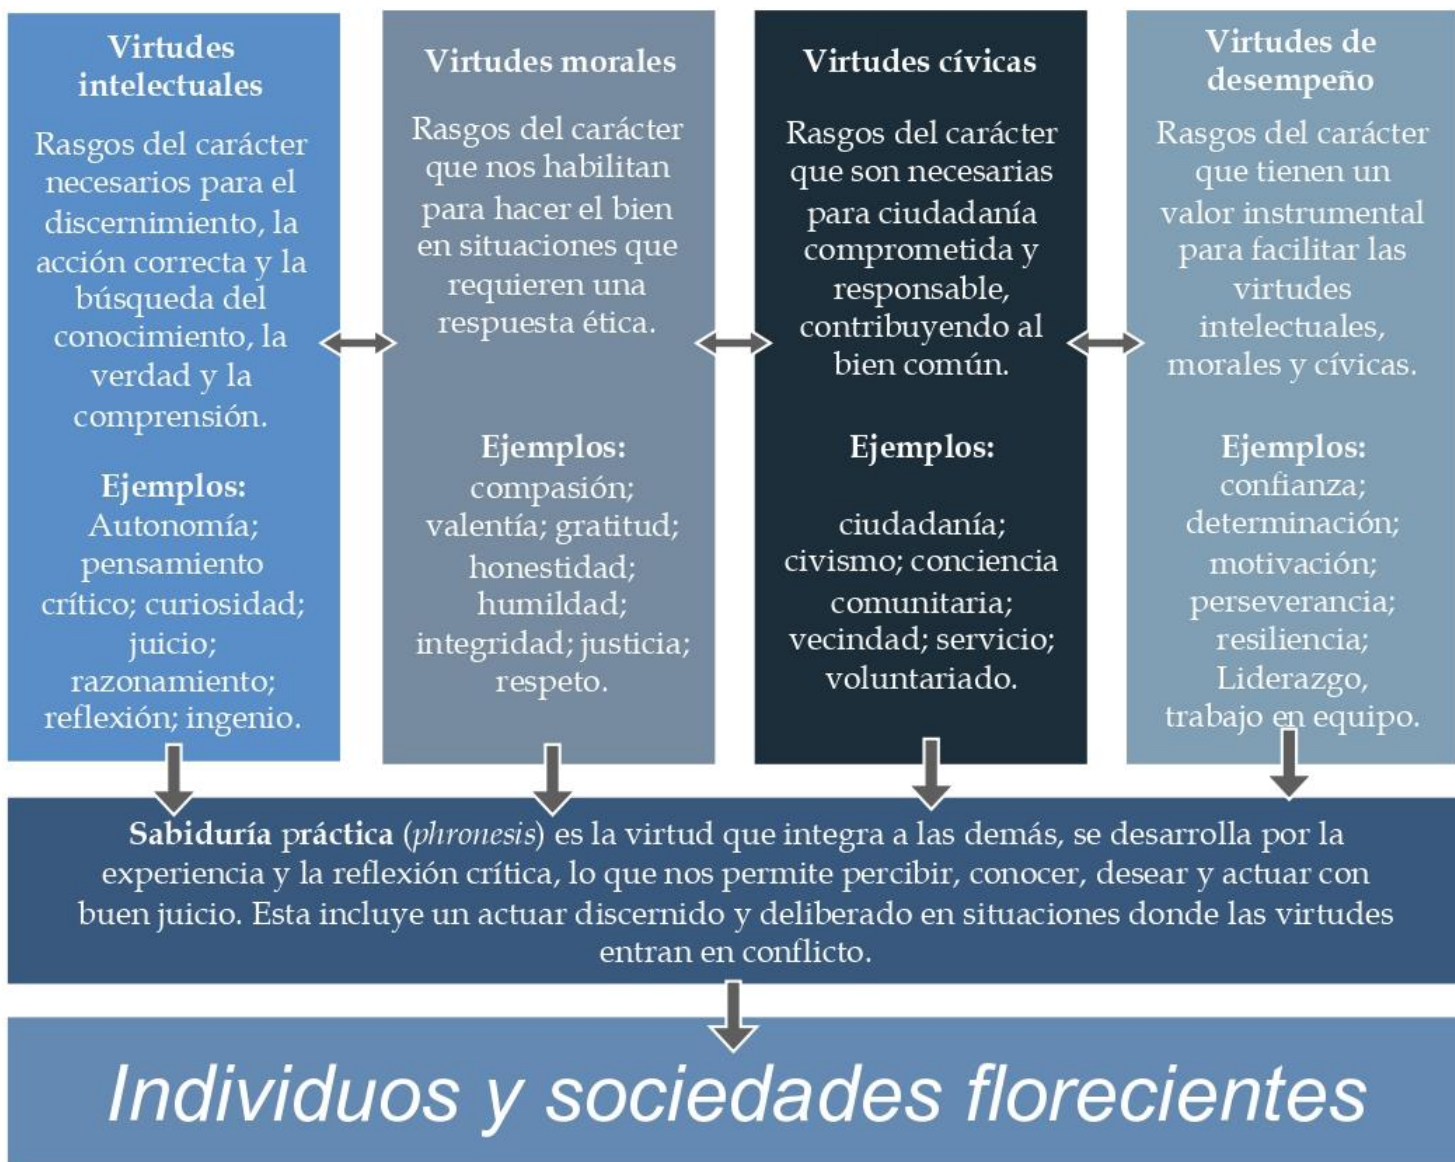 Virtudes
intelectuales
Rasgos del carácter
necesarios para el
discernimiento, la
acción correcta y la
búsqueda del
conocimiento, la
verdad y la
comprensión.
Ejemplos:
Autonomía;
pensamiento
crítico; curiosidad;
juicio;
razonamiento;
reflexión; ingenio.
Virtudes morales
Rasgos del carácter
que nos habilitan
para hacer el bien
en situaciones que
requieren una
respuesta ética.
Ejemplos:
compasión;
valentía; gratitud;
honestidad;
humildad;
integridad; justicia;
respeto.
Virtudes cívicas
Rasgos del carácter
que son necesarias
para ciudadanía
comprometida y
responsable,
contribuyendo al
bien común.
Ejemplos:
ciudadanía;
civismo; conciencia
comunitaria;
vecindad; servicio;
voluntariado.
Virtudes de
desempeño
Rasgos del carácter
que tienen un
valor instrumental
para facilitar las
virtudes
intelectuales,
morales y cívicas.
Ejemplos:
confianza;
determinación;
motivación;
perseverancia;
resiliencia;
Liderazgo,
trabajo en equipo.
Sabiduría práctica (phronesis) es la virtud que integra a las demás, se desarrolla por la
experiencia y la reflexión crítica, lo que nos permite percibir, conocer, desear y actuar con
buen juicio. Esta incluye un actuar discernido y deliberado en situaciones donde las virtudes
entran en conflicto.
Individuos y sociedades florecientes